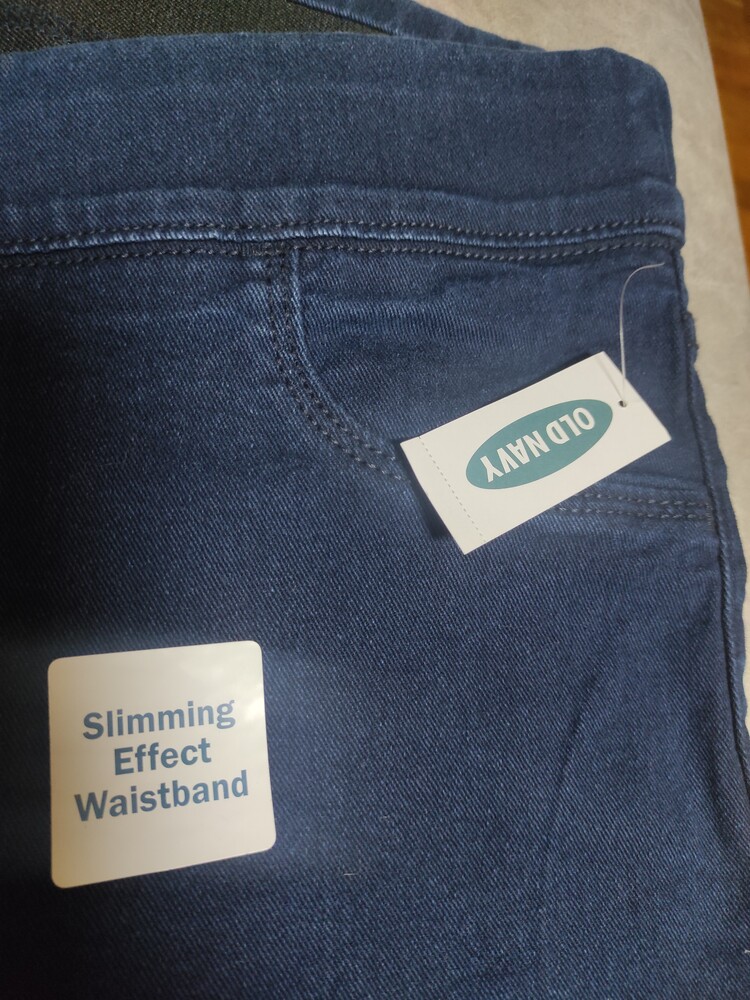 OLD NAVY
Slimming
Effect
Waistband